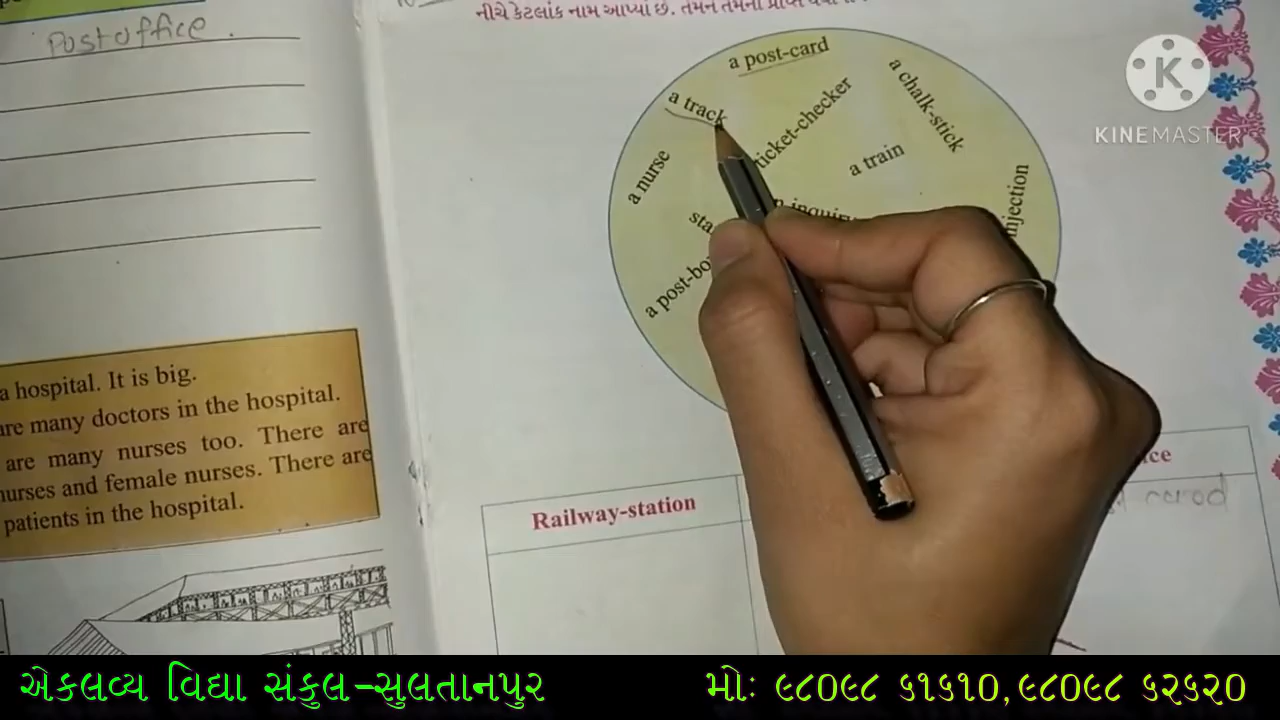 Post office.
નીચે કેટલાંક નામ આપ્યાં છે. તમને તેમના
a post-card
a track
a chalk-stick
ticket-checker
a nurse
a train
injection
a post-bo
a hospital. It is big.
are many doctors in the hospital.
are many nurses too. There are
nurses and female nurses. There are
patients in the hospital.
Railway-station
K
KINEMASTER
એકલવ્ય વિદ્યા સંકુલ-સુલતાનપુર
મોઃ ૯૮૦૯૮ ૬૧૬૧૦,૯૮૦૯૮ ૬૨૬૨૦